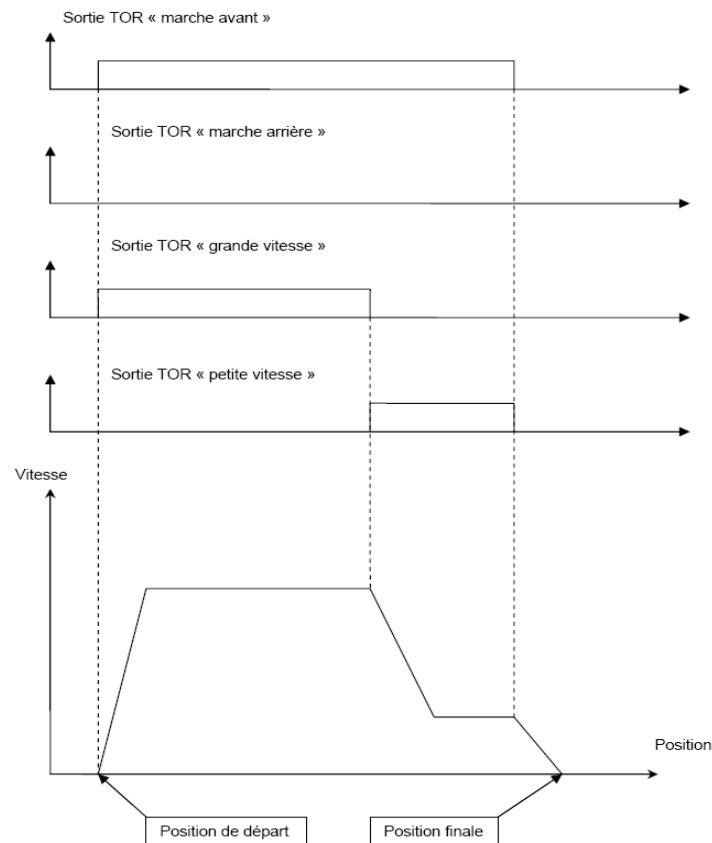 Sortie TOR « marche avant »
Sortie TOR « marche arrière »
Sortie TOR « grande vitesse »
Sortie TOR « petite vitesse »
Vitesse
Position
Position de départ
Position finale